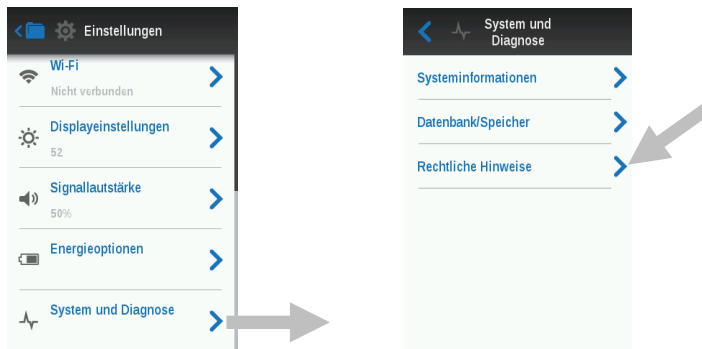 Einstellungen
Wi-Fi
Nicht verbunden
Displayeinstellungen
52
Signallautstärke
50%
Energieoptionen
System und Diagnose
System und
Diagnose
Systeminformationen
Datenbank/Speicher
Rechtliche Hinweise